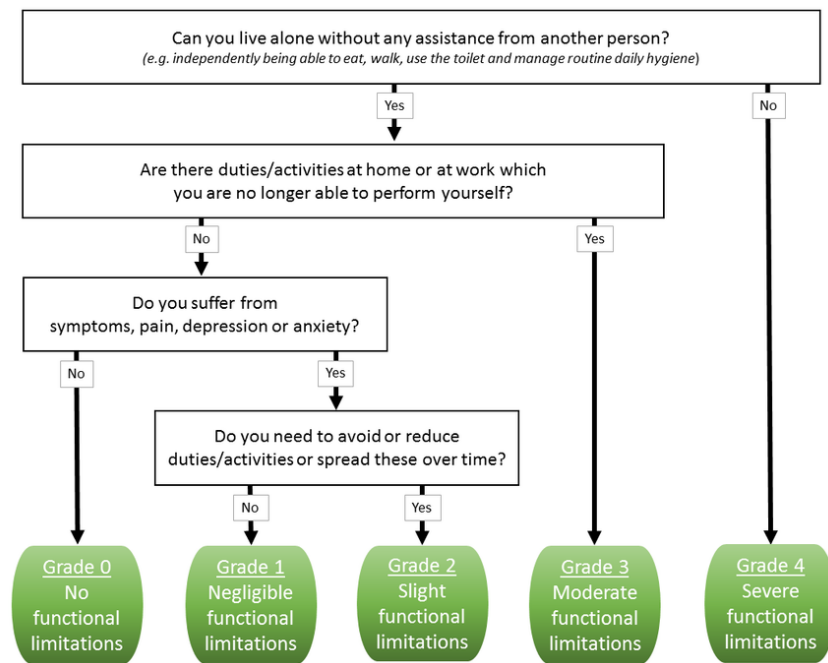 Can you live alone without any assistance from another person?
(e.g. independently being able to eat, walk, use the toilet and manage routine daily hygiene)
Yes
No
Are there duties/activities at home or at work which
you are no longer able to perform yourself?
No
Yes
Do you suffer from
symptoms, pain, depression or anxiety?
No
Yes
Do you need to avoid or reduce
duties/activities or spread these over time?
No
Yes
Grade 0
No
functional
limitations
Grade 1
Negligible
functional
limitations
Grade 2
Slight
functional
limitations
Grade 3
Moderate
functional
limitations
Grade 4
Severe
functional
limitations